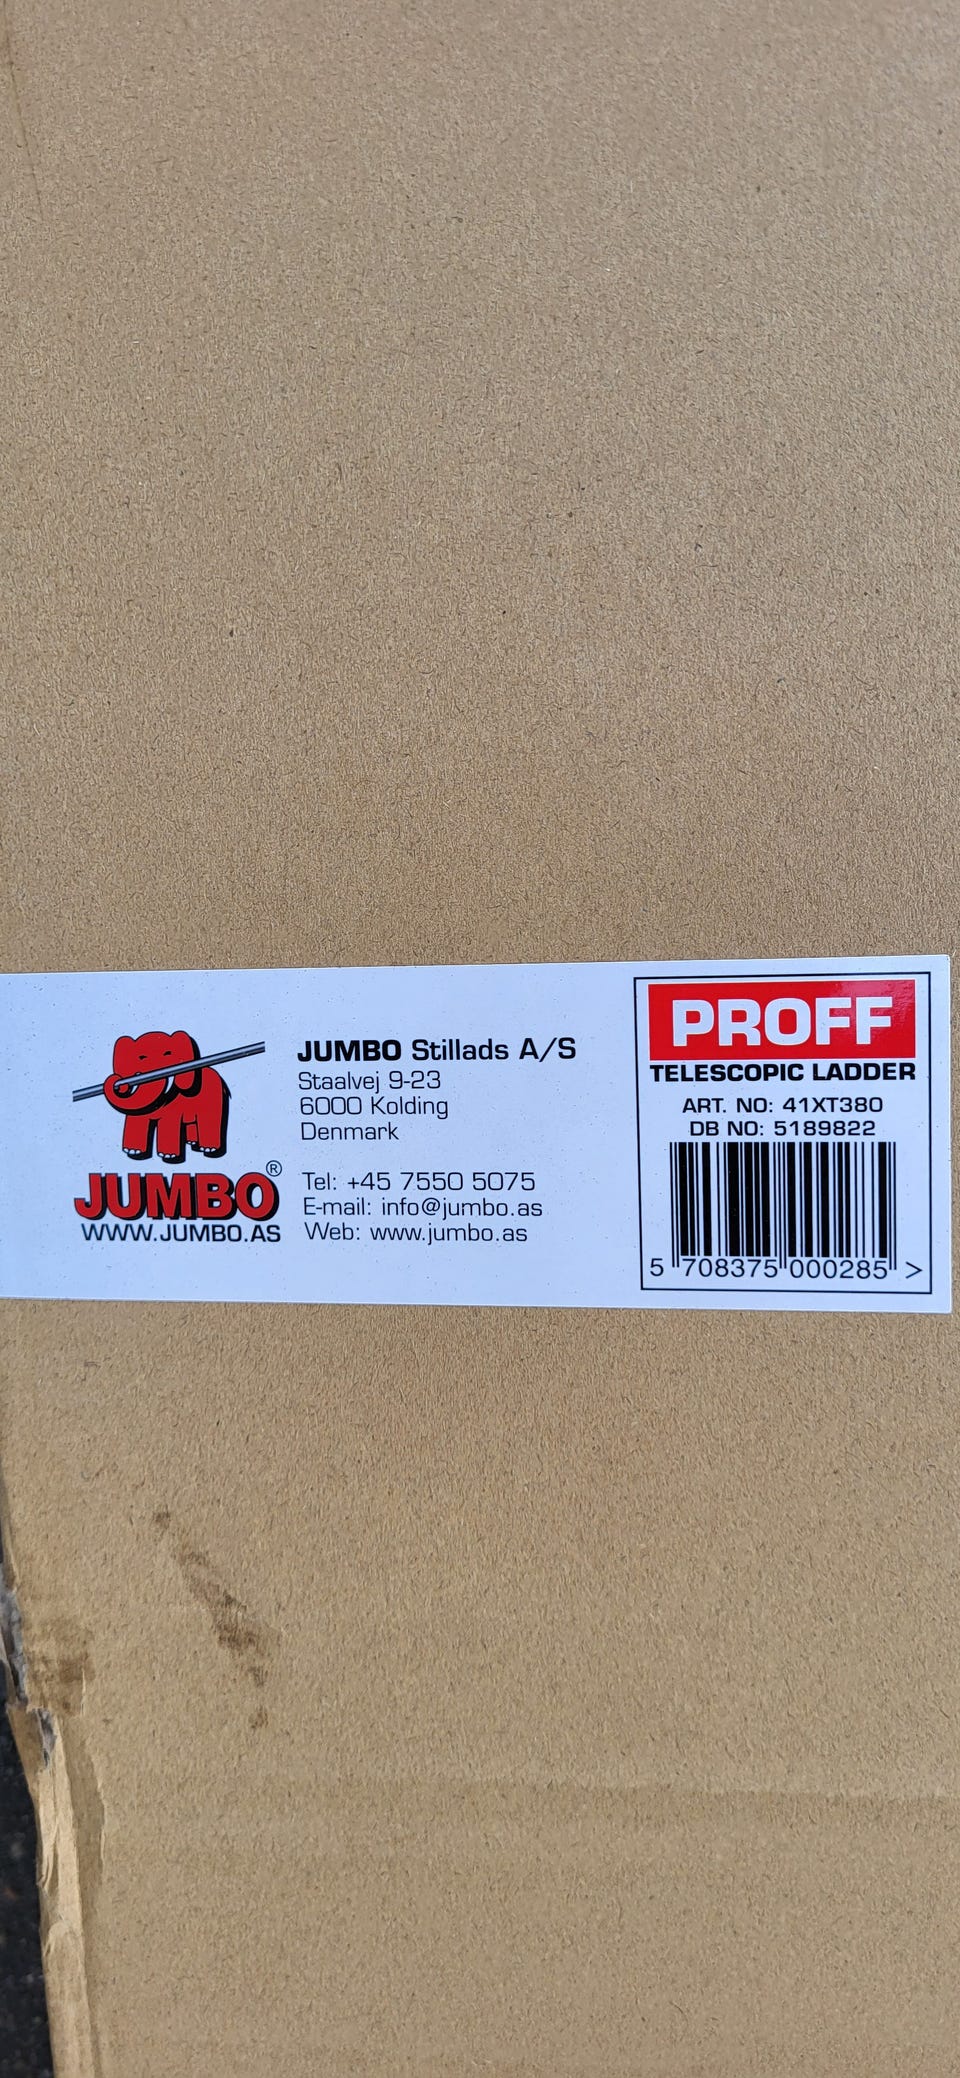 JUMBO®
WWW.JUMBO.AS
JUMBO Stillads A/S
Staalvej 9-23
6000 Kolding
Denmark
Tel: +45 7550 5075
E-mail: info@jumbo.as
Web: www.jumbo.as
PROFF
TELESCOPIC LADDER
ART. NO: 41XT380
DB NO: 5189822
5 708375 000285 >